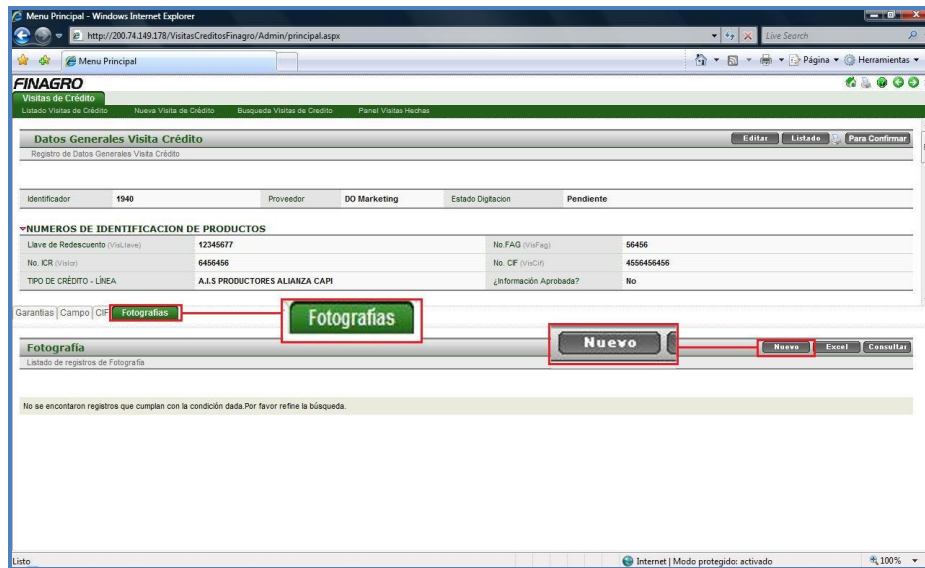 Menu Principal - Windows Internet Explorer
http://200.74.149.178/VisitasCreditosFinagro/Admin/principal.aspx
Live Search
Menu Principal
Página
Herramientas
FINAGRO
Visitas de Crédito
Listado Visitas de Crédito Nueva Visita de Crédito Busqueda Visitas de Credito Panel Visitas Hechas
Datos Generales Visita Crédito
Editar Listado Para Confirmar
Registro de Datos Generales Visita Crédito
Identificador 1940 Proveedor DO Marketing Estado Digitacion Pendiente
NUMEROS DE IDENTIFICACION DE PRODUCTOS
Llave de Redescuento (VisLlave) 12345677 No.FAG (VisFag) 56456
No. ICR (VisIcr) 6456456 No. CIF (VisCif) 4556456456
TIPO DE CRÉDITO - LÍNEA A.I.S PRODUCTORES ALIANZA CAPI ¿Información Aprobada? No
Garantias | Campo | CIF Fotografías
Fotografías
Nuevo
Fotografía
Nuevo Excel Consultar
Listado de registros de Fotografía
No se encontaron registros que cumplan con la condición dada.Por favor refine la búsqueda.
Listo
Internet | Modo protegido: activado
100%